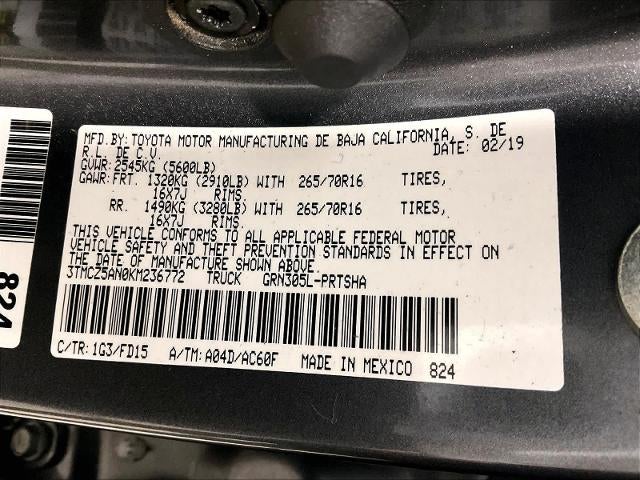 MFD.BY: TOYOTA MOTOR MANUFACTURING DE BAJA CALIFORNIA, S. DE
R.L. DE C.V. DATE: 02/19
GVWR: 2545KG (5600LB)
GAWR: FRT. 1320KG (2910LB) WITH 265/70R16 TIRES,
16X7J RIMS.
RR. 1490KG (3280LB) WITH 265/70R16 TIRES,
16X7J RIMS.
THIS VEHICLE CONFORMS TO ALL APPLICABLE FEDERAL MOTOR
VEHICLE SAFETY AND THEFT PREVENTION STANDARDS IN EFFECT ON
THE DATE OF MANUFACTURE SHOWN ABOVE.
3TMCZ5AN0KM236772 TRUCK GRN305L-PRTSHA
C/TR: 1G3/FD15 A/TM: A04D/AC60F MADE IN MEXICO 824
824